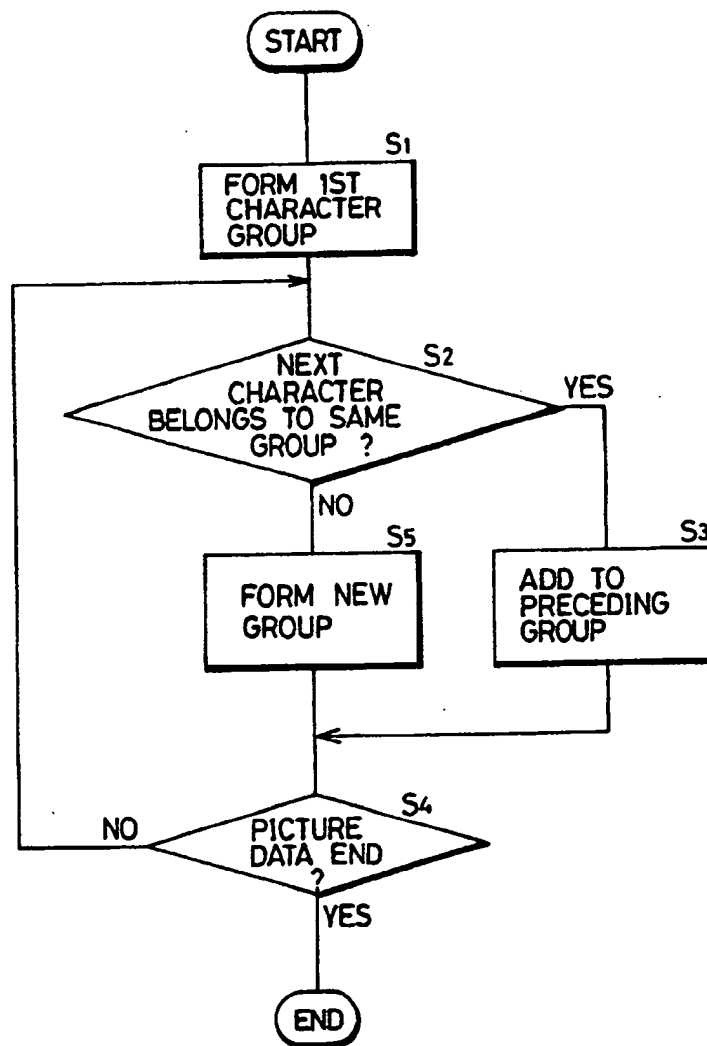 START
S1
FORM 1ST
CHARACTER
GROUP
S2
NEXT
CHARACTER
BELONGS TO SAME
GROUP ?
YES
NO
S5
FORM NEW
GROUP
S3
ADD TO
PRECEDING
GROUP
S4
PICTURE
DATA END
?
NO
YES
END